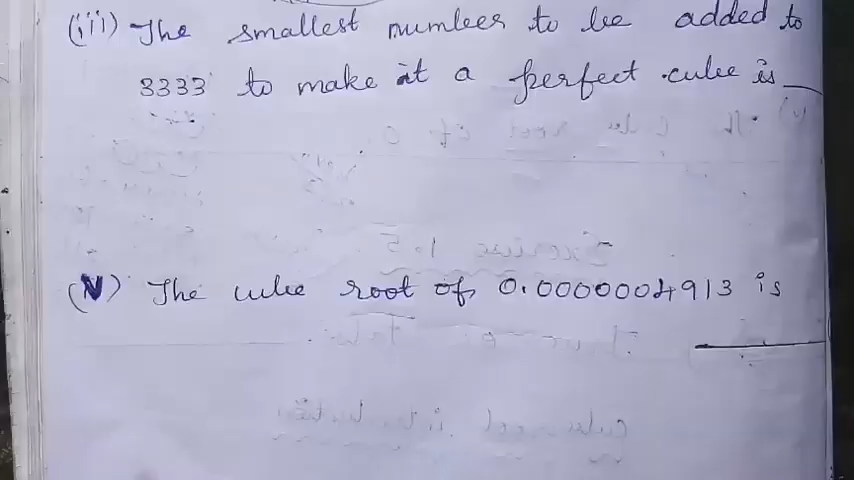 (iii) The smallest number to be added to
3333 to make it a perfect cube is __
(V) The cube root of 0.000004913 is